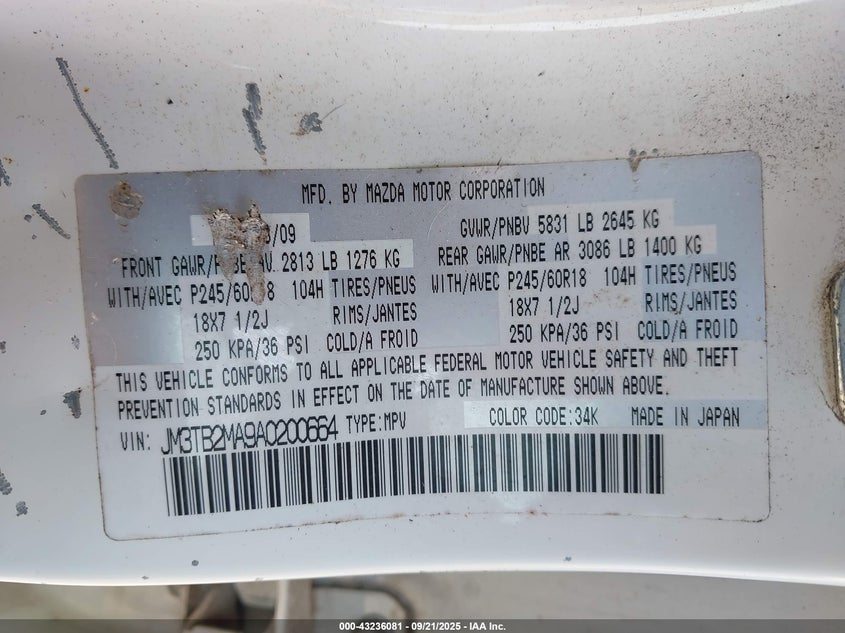 MFD. BY MAZDA MOTOR CORPORATION
/09 GVWR/PNBV 5831 LB 2645 KG
FRONT GAWR/PNBE AV 2813 LB 1276 KG REAR GAWR/PNBE AR 3086 LB 1400 KG
WITH/AVEC P245/60R18 104H TIRES/PNEUS WITH/AVEC P245/60R18 104H TIRES/PNEUS
18X7 1/2J RIMS/JANTES 18X7 1/2J RIMS/JANTES
250 KPA/36 PSI COLD/A FROID 250 KPA/36 PSI COLD/A FROID
THIS VEHICLE CONFORMS TO ALL APPLICABLE FEDERAL MOTOR VEHICLE SAFETY AND THEFT
PREVENTION STANDARDS IN EFFECT ON THE DATE OF MANUFACTURE SHOWN ABOVE.
VIN: JM3TB2MA9A0200664 TYPE:MPV COLOR CODE:34K MADE IN JAPAN
000-43236081 - 09/21/2025 - IAA Inc.